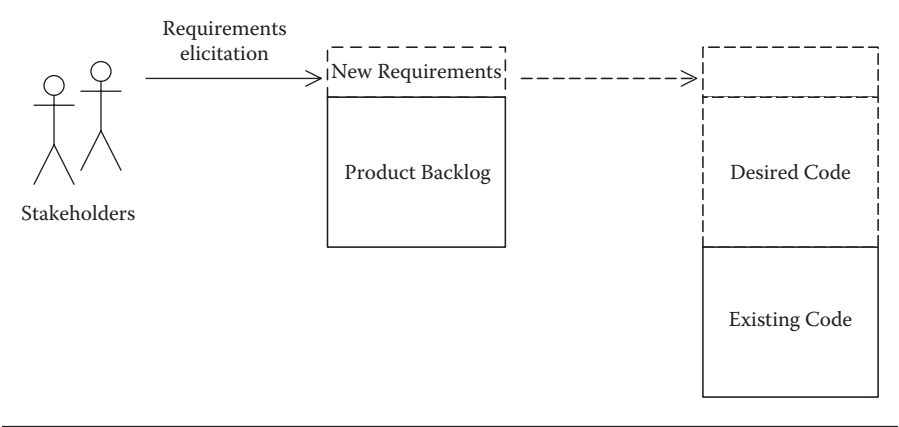 Requirements
elicitation
New Requirements
Product Backlog
Desired Code
Stakeholders
Existing Code